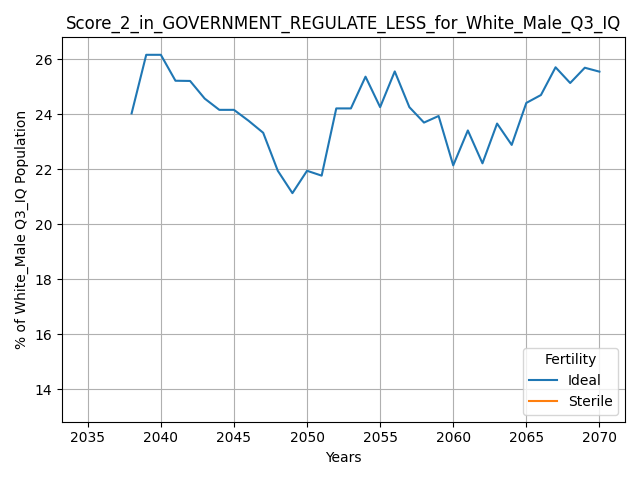 Score_2_in_GOVERNMENT_REGULATE_LESS_for_White_Male_Q3_IQ
% of White_Male Q3_IQ Population
26
24
22
20
18
16
14
Fertility
Ideal
Sterile
2035 2040 2045 2050 2055 2060 2065 2070
Years